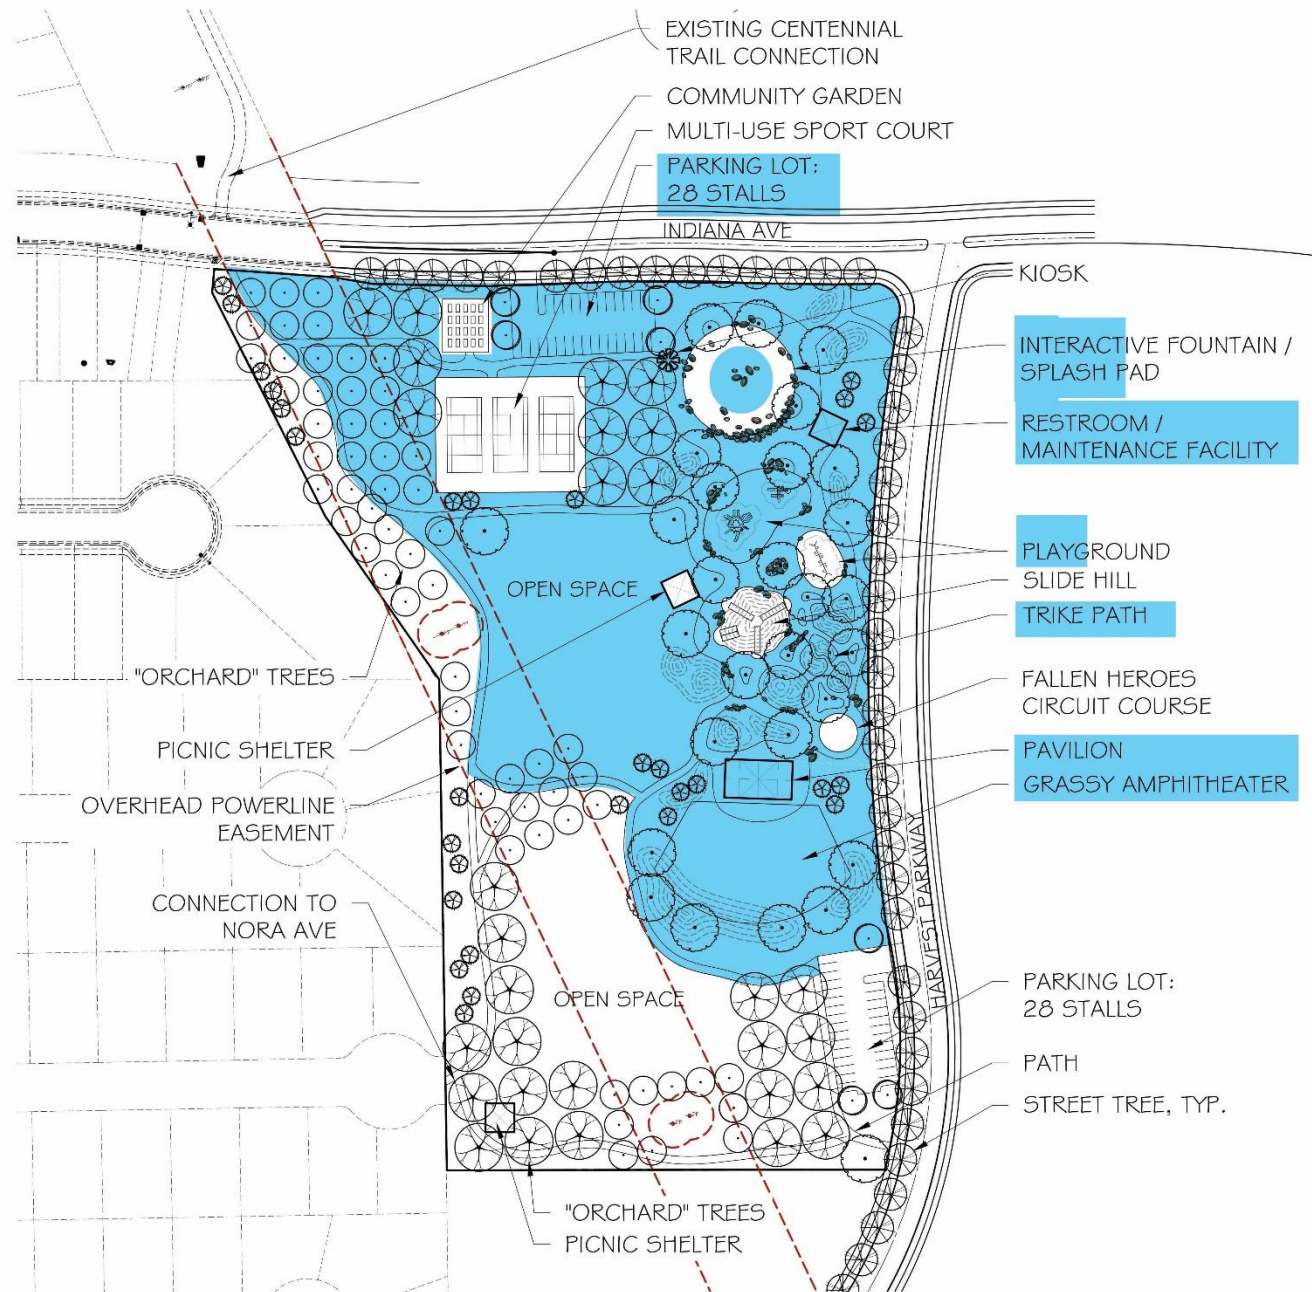 EXISTING CENTENNIAL
TRAIL CONNECTION
COMMUNITY GARDEN
MULTI-USE SPORT COURT
PARKING LOT:
28 STALLS
INDIANA AVE
KIOSK
INTERACTIVE FOUNTAIN /
SPLASH PAD
RESTROOM /
MAINTENANCE FACILITY
PLAYGROUND
SLIDE HILL
TRIKE PATH
FALLEN HEROES
CIRCUIT COURSE
PAVILION
GRASSY AMPHITHEATER
OPEN SPACE
"ORCHARD" TREES
PICNIC SHELTER
OVERHEAD POWERLINE
EASEMENT
CONNECTION TO
NORA AVE
HARVEST PARKWAY
OPEN SPACE
PARKING LOT:
28 STALLS
PATH
STREET TREE, TYP.
"ORCHARD" TREES
PICNIC SHELTER